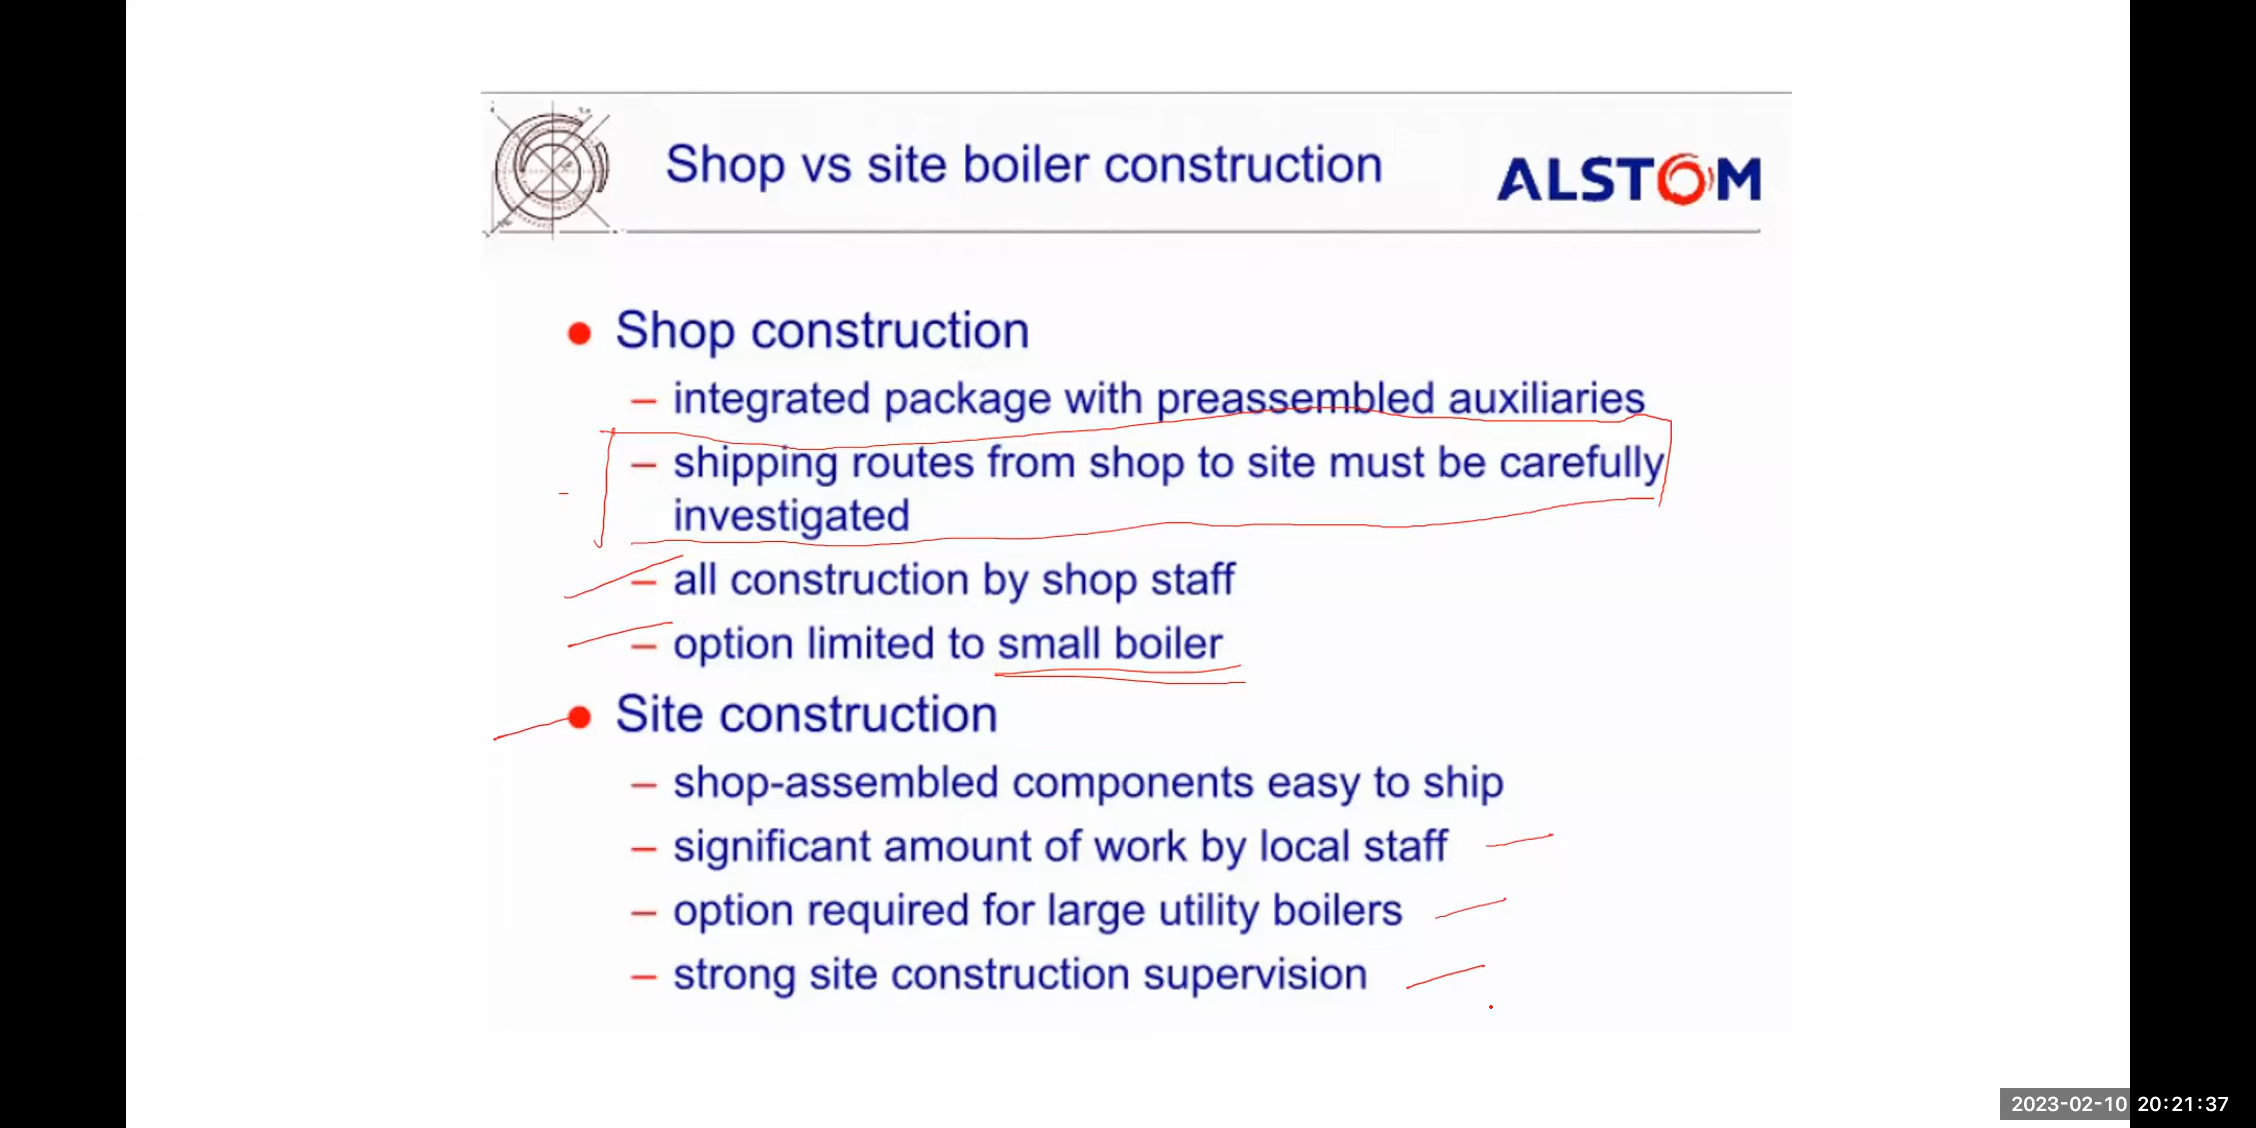 Shop vs site boiler construction
ALSTOM
Shop construction
– integrated package with preassembled auxiliaries
– shipping routes from shop to site must be carefully
investigated
– all construction by shop staff
– option limited to small boiler
Site construction
– shop-assembled components easy to ship
– significant amount of work by local staff
– option required for large utility boilers
– strong site construction supervision
2023-02-10 20:21:37